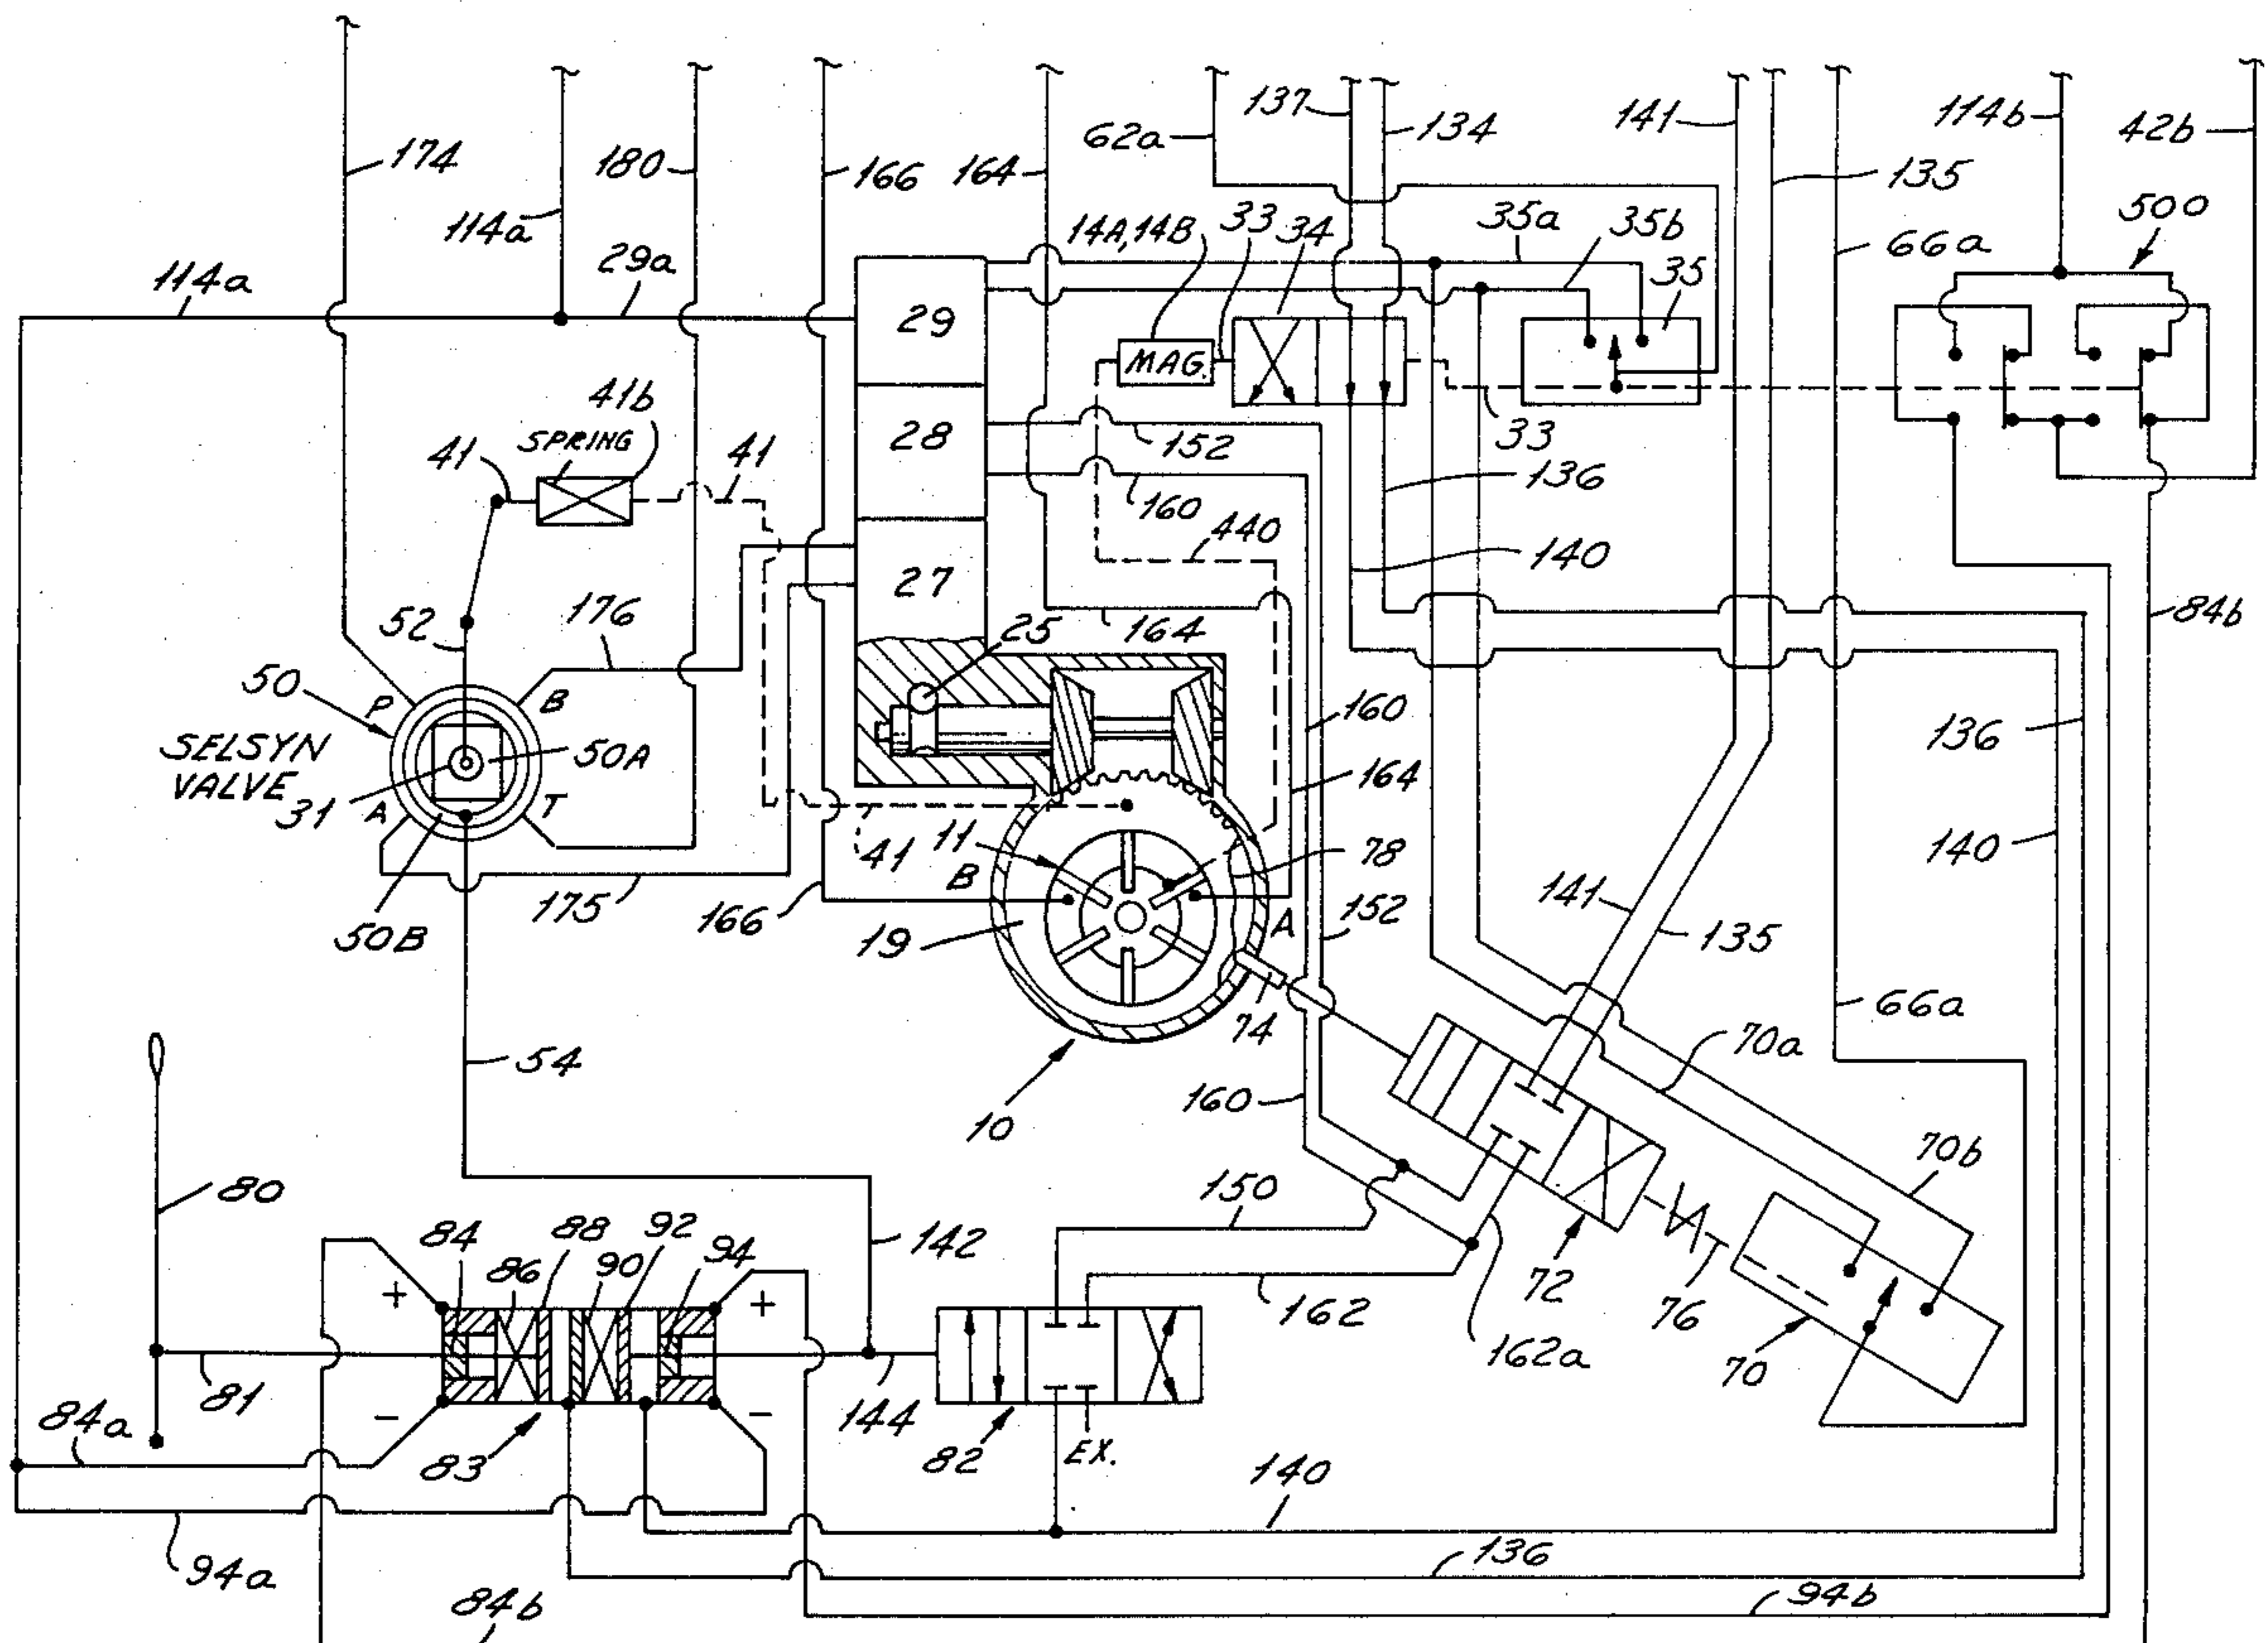 137
134
62a
141
114b
42b
174
180
166
164
135
500
114a
14A, 14B
33
34
35a
35b
66a
114a
29a
35
29
MAG.
41b
SPRING
41
41
28
152
33
160
136
440
140
27
52
176
25
164
84b
50
P
B
160
136
SELSYN
VALVE
50A
31
164
A
T
41
11
78
140
B
141
175
166
A
50B
19
152
135
74
66a
54
70a
160
10
70b
80
150
84
88
92
142
94
86
90
72
76
+
+
162
162a
70
81
-
-
84a
144
82
83
EX.
140
94a
136
84b
94b